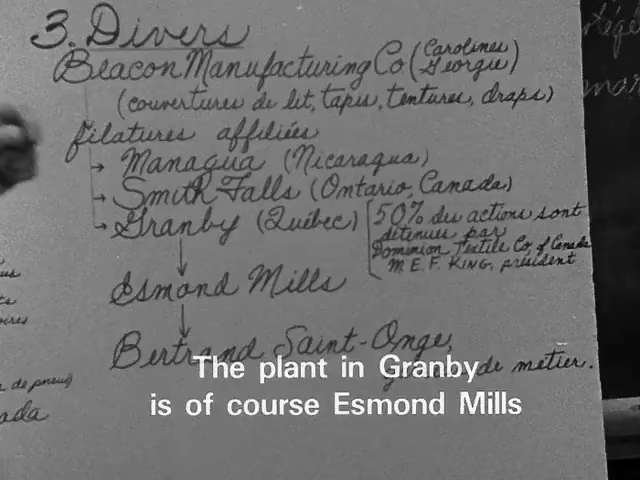 3. Divers
Beacon Manufacturing Co (Carolines Georgie)
(couvertures de lit, tapis, tentures, draps)
filatures affiliées
→ Managua (Nicaragua)
→ Smith Falls (Ontario, Canada)
→ Granby (Québec)
50% des actions sont
détenues par
Dominion Textile Co of Canada
M E. F. KING, président
Esmond Mills
Bertrand Saint-Onge,
de métier.
The plant in Granby
is of course Esmond Mills
de pneus)